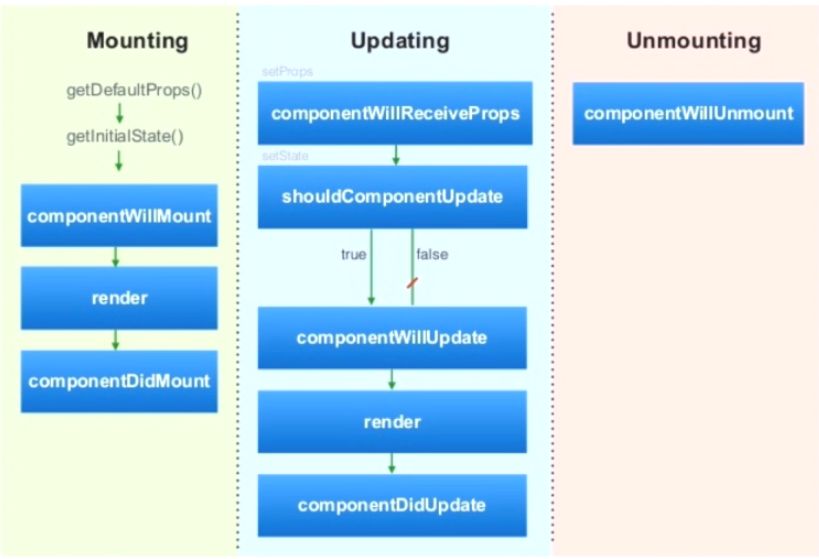 Mounting
getDefaultProps()
getInitialState()
componentWillMount
render
componentDidMount
Updating
setProps
componentWillReceiveProps
setState
shouldComponentUpdate
true
false
componentWillUpdate
render
componentDidUpdate
Unmounting
componentWillUnmount